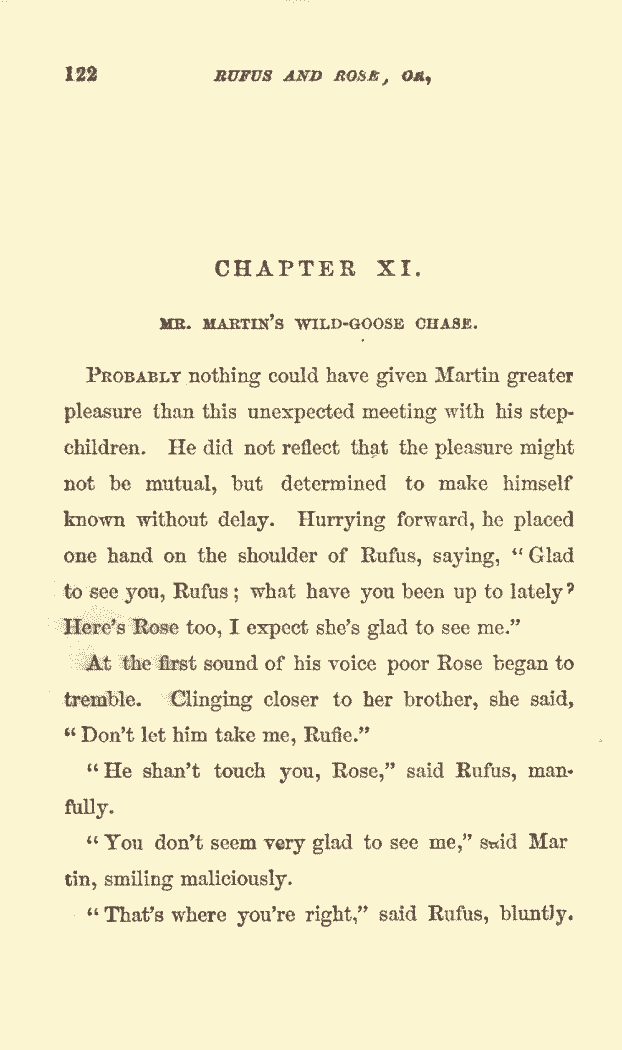 122 RUFUS AND ROSE, OR,
CHAPTER XI.
MR. MARTIN'S WILD-GOOSE CHASE.
PROBABLY nothing could have given Martin greater
pleasure than this unexpected meeting with his step-
children. He did not reflect that the pleasure might
not be mutual, but determined to make himself
known without delay. Hurrying forward, he placed
one hand on the shoulder of Rufus, saying, "Glad
to see you, Rufus; what have you been up to lately?
Here's Rose too, I expect she's glad to see me."
At the first sound of his voice poor Rose began to
tremble. Clinging closer to her brother, she said,
"Don't let him take me, Rufie."
"He shan't touch you, Rose," said Rufus, man-
fully.
"You don't seem very glad to see me," said Mar
tin, smiling maliciously.
"That's where you're right," said Rufus, bluntly.